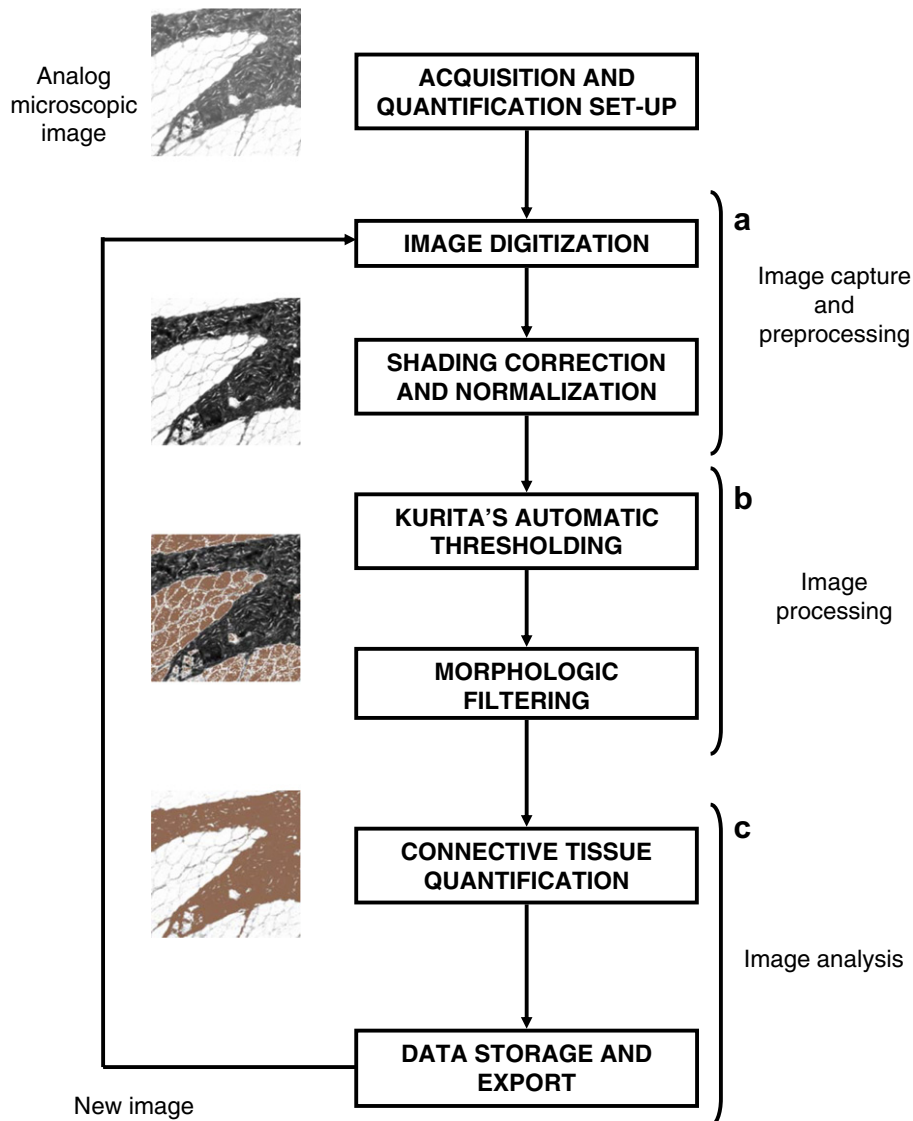 Analog
microscopic
image
ACQUISITION AND
QUANTIFICATION SET-UP
a
IMAGE DIGITIZATION
Image capture
and
preprocessing
SHADING CORRECTION
AND NORMALIZATION
b
KURITA’S AUTOMATIC
THRESHOLDING
Image
processing
MORPHOLOGIC
FILTERING
c
CONNECTIVE TISSUE
QUANTIFICATION
Image analysis
DATA STORAGE AND
EXPORT
New image